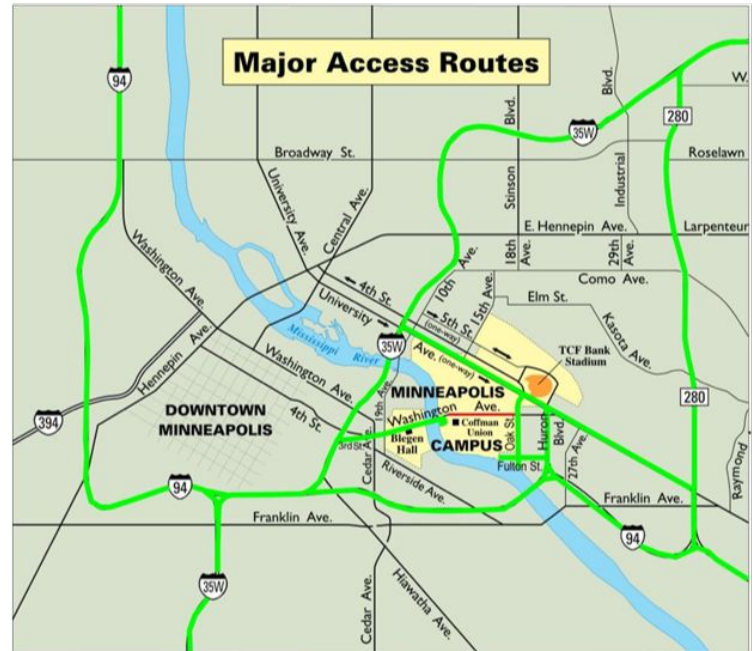 Major Access Routes
94
Blvd.
Blvd.
W.
280
35W
Broadway St.
Roselawn
University Ave.
Central Ave.
Stinson
Industrial
E. Hennepin Ave.
Larpenteur
Washington Ave.
10th Ave.
18th Ave.
29th Ave.
4th St.
Como Ave.
15th Ave.
Elm St.
University
5th St.
(one-way)
Kasota Ave.
Mississippi River
35W
Ave. (one-way)
TCF Bank
Stadium
Hennepin Ave.
Washington Ave.
19th Ave.
MINNEAPOLIS
280
394
DOWNTOWN
MINNEAPOLIS
4th St.
Washington Ave.
Coffman
Union
Blegen
Hall
CAMPUS
Oak St.
Huron Blvd.
27th Ave.
3rd St.
Cedar Ave.
Riverside Ave.
Fulton St.
Raymond
94
Franklin Ave.
Franklin Ave.
94
35W
Cedar Ave.
Hiawatha Ave.